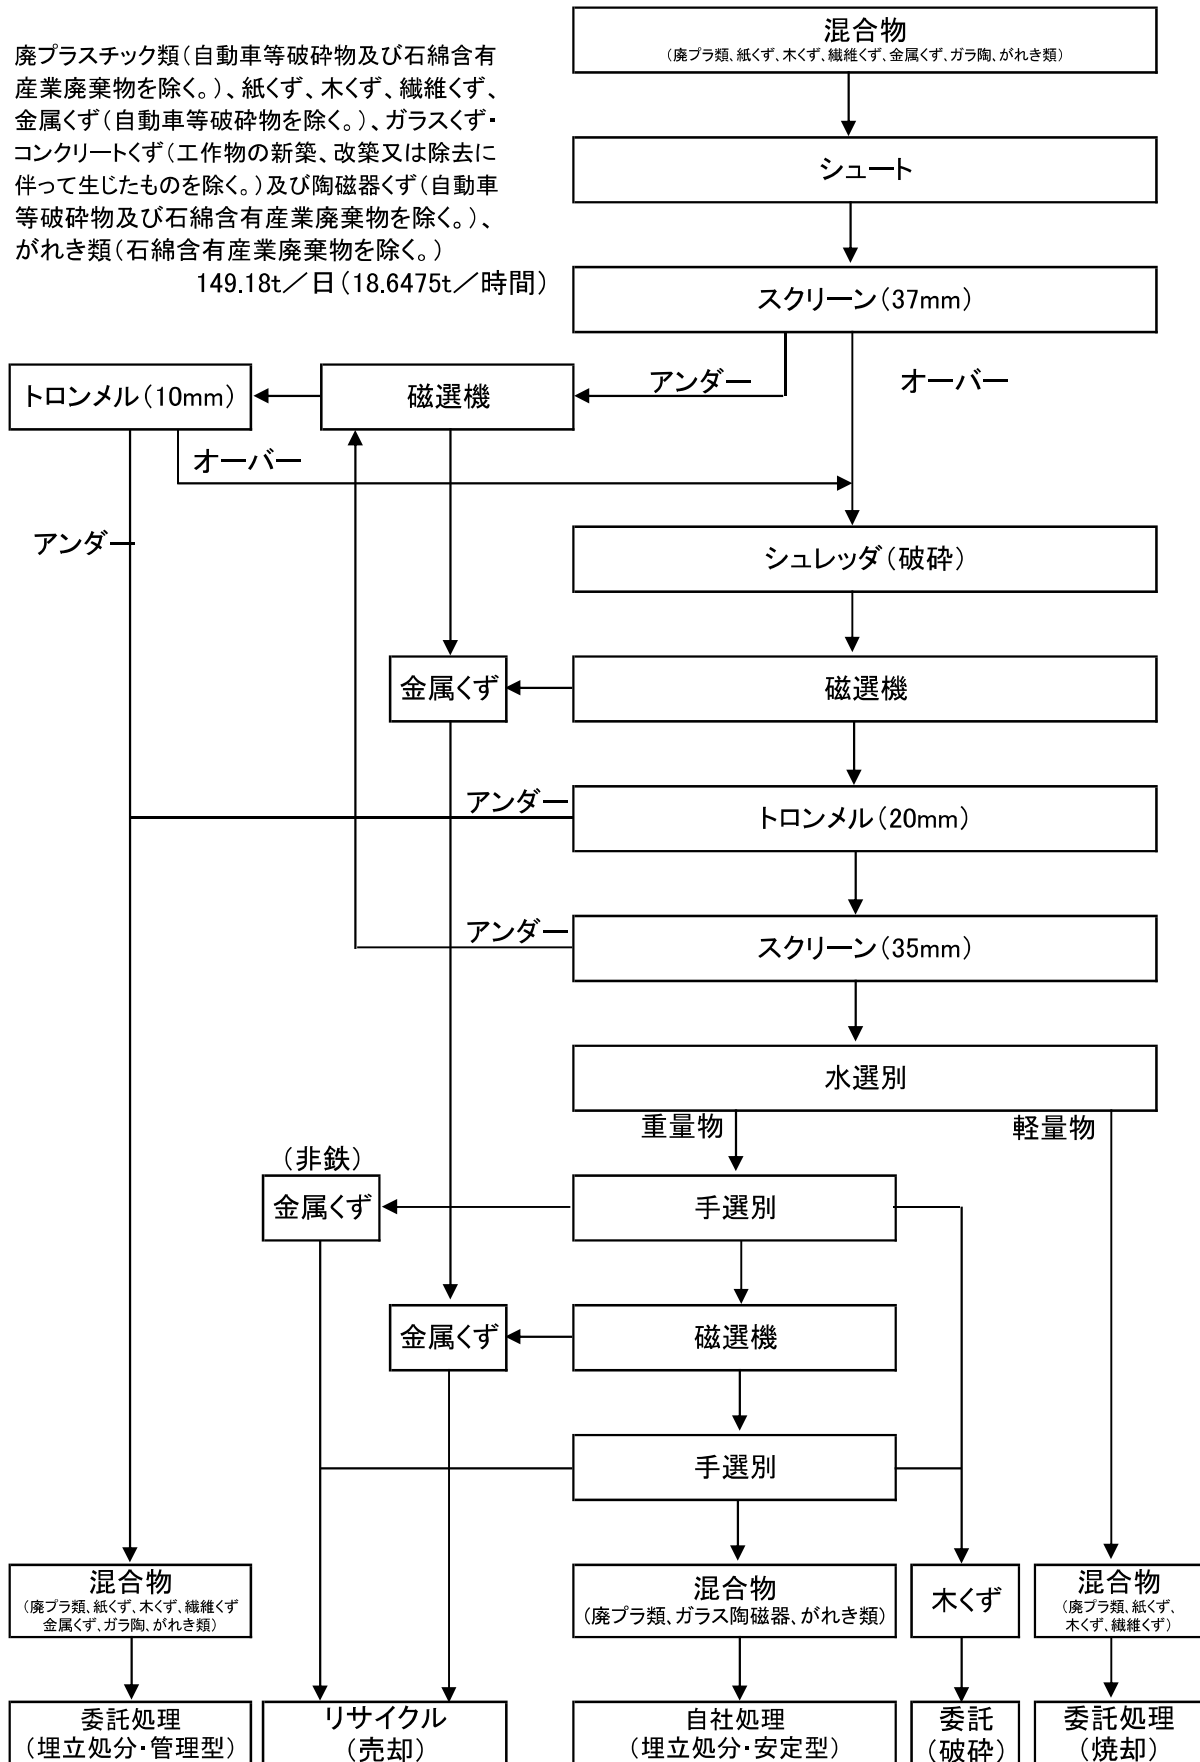 混合物
(廃プラ類、紙くず、木くず、繊維くず、金属くず、ガラ陶、がれき類)
廃プラスチック類(自動車等破砕物及び石綿含有
産業廃棄物を除く。)、紙くず、木くず、繊維くず、
金属くず(自動車等破砕物を除く。)、ガラスくず・
コンクリートくず(工作物の新築、改築又は除去に
伴って生じたものを除く。)及び陶磁器くず(自動車
等破砕物及び石綿含有産業廃棄物を除く。)、
がれき類(石綿含有産業廃棄物を除く。)
149.18t/日(18.6475t/時間)
シュート
スクリーン(37mm)
アンダー
オーバー
トロンメル(10mm)
磁選機
オーバー
アンダー
シュレッダ(破砕)
金属くず
磁選機
アンダー
トロンメル(20mm)
アンダー
スクリーン(35mm)
水選別
重量物
軽量物
(非鉄)
金属くず
手選別
金属くず
磁選機
手選別
混合物
(廃プラ類、紙くず、木くず、繊維くず
金属くず、ガラ陶、がれき類)
混合物
(廃プラ類、ガラス陶磁器、がれき類)
木くず
混合物
(廃プラ類、紙くず、
木くず、繊維くず)
委託処理
(埋立処分・管理型)
リサイクル
(売却)
自社処理
(埋立処分・安定型)
委託
(破砕)
委託処理
(焼却)